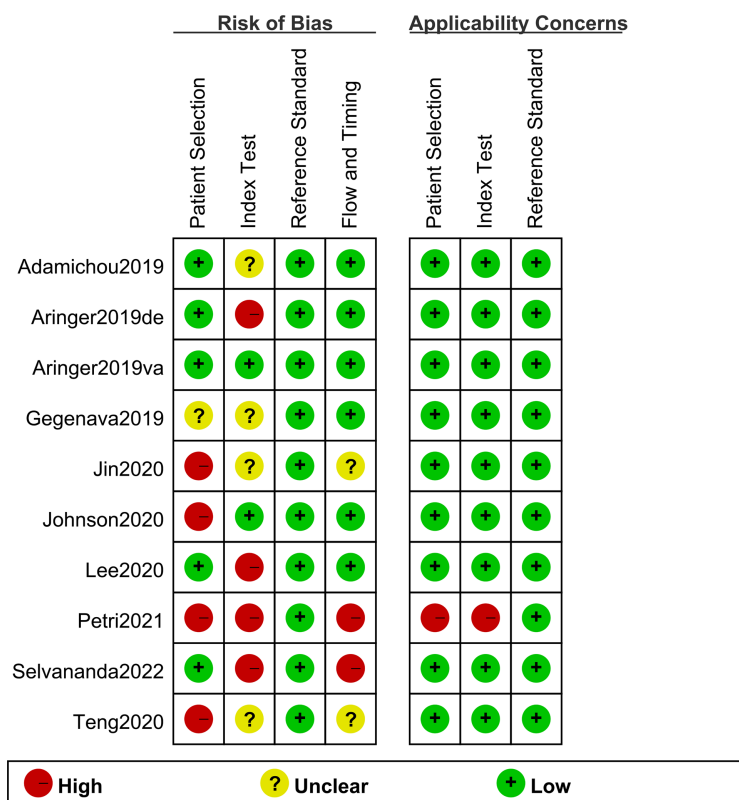 Risk of Bias Applicability Concerns
Patient Selection Index Test Reference Standard Flow and Timing Patient Selection Index Test Reference Standard
Adamichou2019 + ? + + + + +
Aringer2019de + – + + + + +
Aringer2019va + + + + + + +
Gegenava2019 ? ? + + + + +
Jin2020 – ? + ? + + +
Johnson2020 – + + + + + +
Lee2020 + – + + + + +
Petri2021 – – + – – – +
Selvananda2022 + – + – + + +
Teng2020 – ? + ? + + +
– High ? Unclear + Low